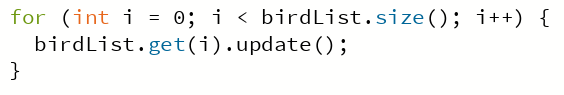 for (int i = 0; i < birdList.size(); i++) {
  birdList.get(i).update();
}